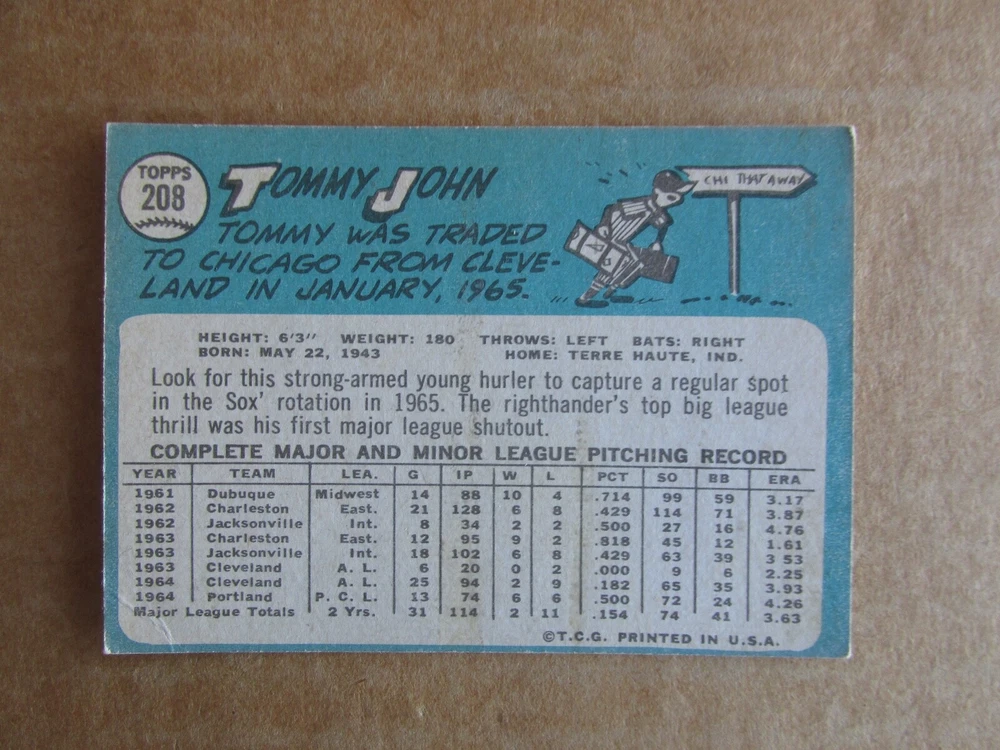 TOPPS
208
TOMMY JOHN
TOMMY WAS TRADED
TO CHICAGO FROM CLEVE-
LAND IN JANUARY, 1965.
CHI THAT AWAY
HEIGHT: 6'3" WEIGHT: 180 THROWS: LEFT BATS: RIGHT
BORN: MAY 22, 1943 HOME: TERRE HAUTE, IND.
Look for this strong-armed young hurler to capture a regular spot
in the Sox' rotation in 1965. The righthander's top big league
thrill was his first major league shutout.
COMPLETE MAJOR AND MINOR LEAGUE PITCHING RECORD
YEAR TEAM LEA. G IP W L PCT SO BB ERA
1961 Dubuque Midwest 14 88 10 4 .714 99 59 3.17
1962 Charleston East. 21 128 6 8 .429 114 71 3.87
1962 Jacksonville Int. 8 34 2 2 .500 27 16 4.76
1963 Charleston East. 12 95 9 2 .818 45 12 1.61
1963 Jacksonville Int. 18 102 6 8 .429 63 39 3 53
1963 Cleveland A. L. 6 20 0 2 .000 9 6 2.25
1964 Cleveland A. L. 25 94 2 9 .182 65 35 3.93
1964 Portland P. C. L. 13 74 6 6 .500 72 24 4.26
Major League Totals 2 Yrs. 31 114 2 11 .154 74 41 3.63
©T.C.G. PRINTED IN U.S.A.